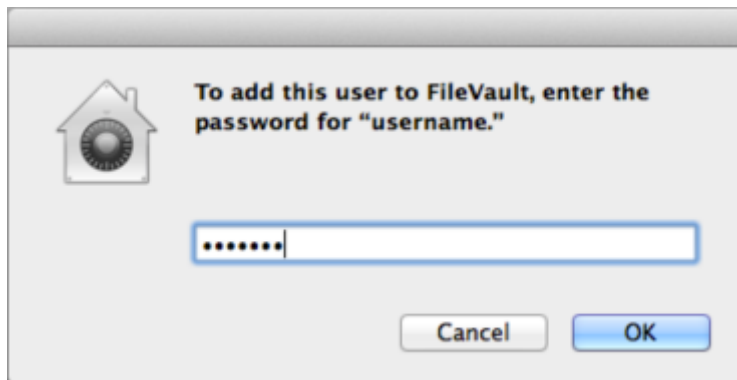 To add this user to FileVault, enter the
password for “username.”
•••••••
Cancel OK